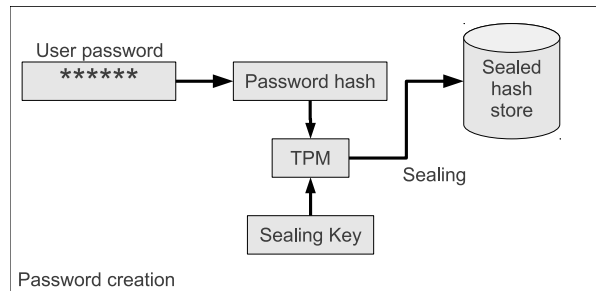 User password
******
Password hash
Sealed
hash
store
TPM
Sealing
Sealing Key
Password creation